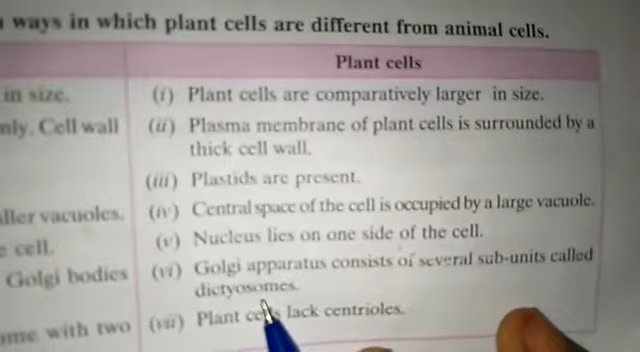 ways in which plant cells are different from animal cells.
Plant cells
in size.
(i) Plant cells are comparatively larger in size.
Cell wall
(ii) Plasma membrane of plant cells is surrounded by a
thick cell wall.
(iii) Plastids are present.
vacuoles.
(iv) Central space of the cell is occupied by a large vacuole.
cell.
(v) Nucleus lies on one side of the cell.
Golgi bodies
(vi) Golgi apparatus consists of several sub-units called
dictyosomes.
with two
(vii) Plant cells lack centrioles.